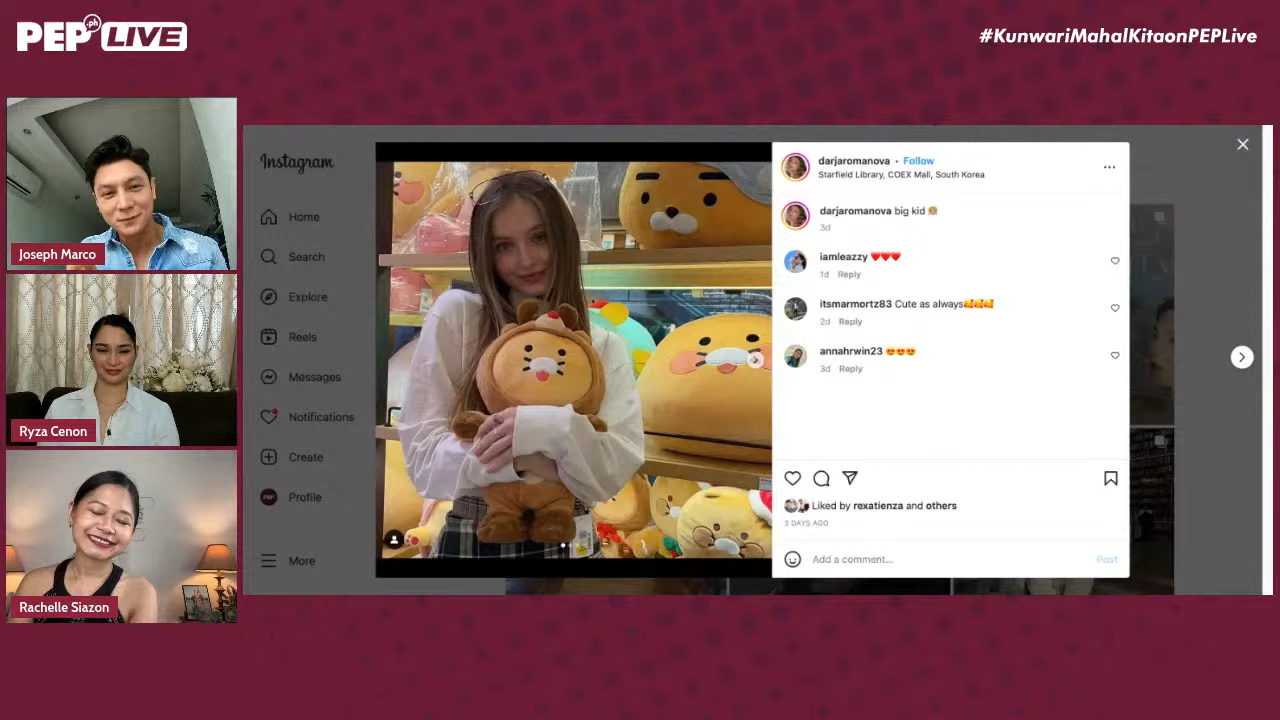 PEP.ph LIVE
#KunwariMahalKitaonPEPLive
Joseph Marco
Ryza Cenon
Rachelle Siazon
Instagram
Home
Search
Explore
Reels
Messages
Notifications
Create
Profile
More
darjaromanova • Follow
Starfield Library, COEX Mall, South Korea
darjaromanova big kid 🐵
3d
iamleazzy ❤️❤️❤️
1d Reply
itsmarmortz83 Cute as always🥰🥰🥰
2d Reply
annahrwin23 😍😍😍
3d Reply
Liked by rexatienza and others
3 DAYS AGO
Add a comment...
Post